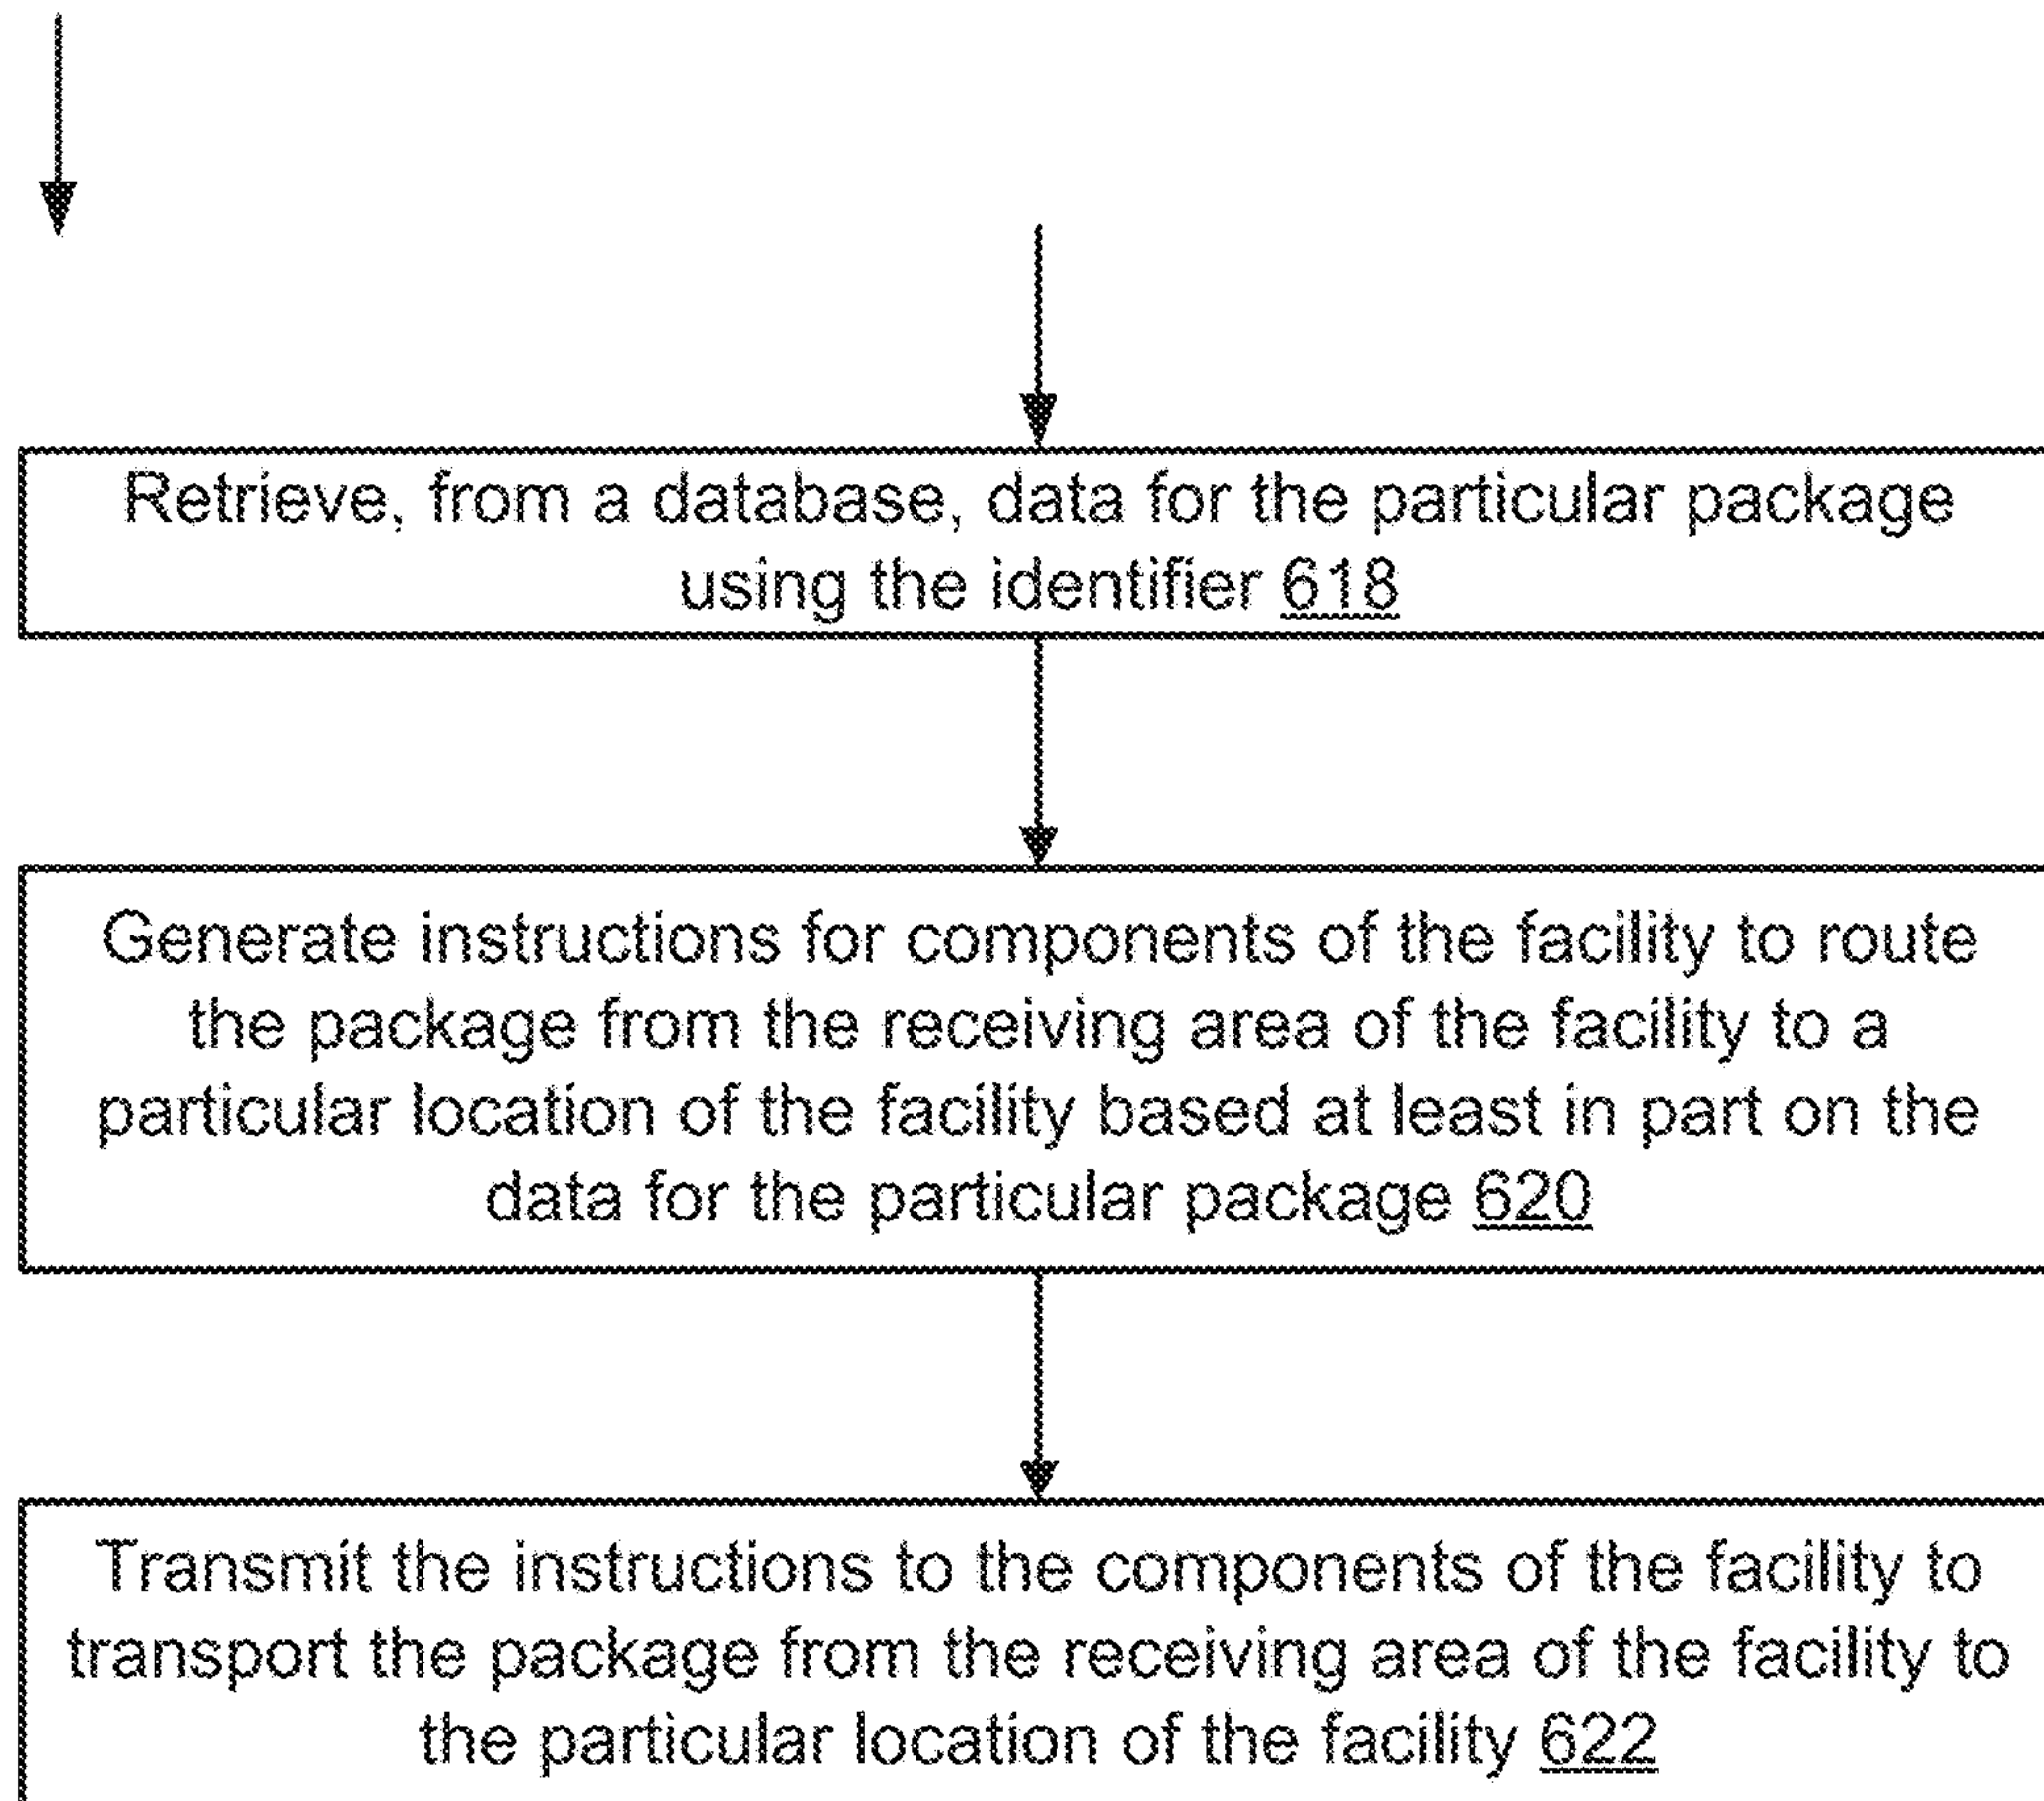 Retrieve, from a database, data for the particular package
using the identifier 618
Generate instructions for components of the facility to route
the package from the receiving area of the facility to a
particular location of the facility based at least in part on the
data for the particular package 620
Transmit the instructions to the components of the facility to
transport the package from the receiving area of the facility to
the particular location of the facility 622